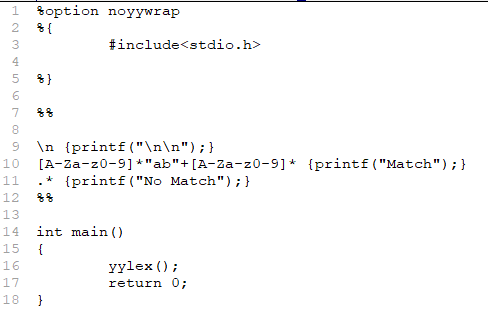 1 %option noyywrap
2 %{
3 #include<stdio.h>
4
5 %}
6
7 %%
8
9 \n {printf("\n\n");}
10 [A-Za-z0-9]*"ab"+[A-Za-z0-9]* {printf("Match");}
11 .* {printf("No Match");}
12 %%
13
14 int main()
15 {
16 yylex();
17 return 0;
18 }